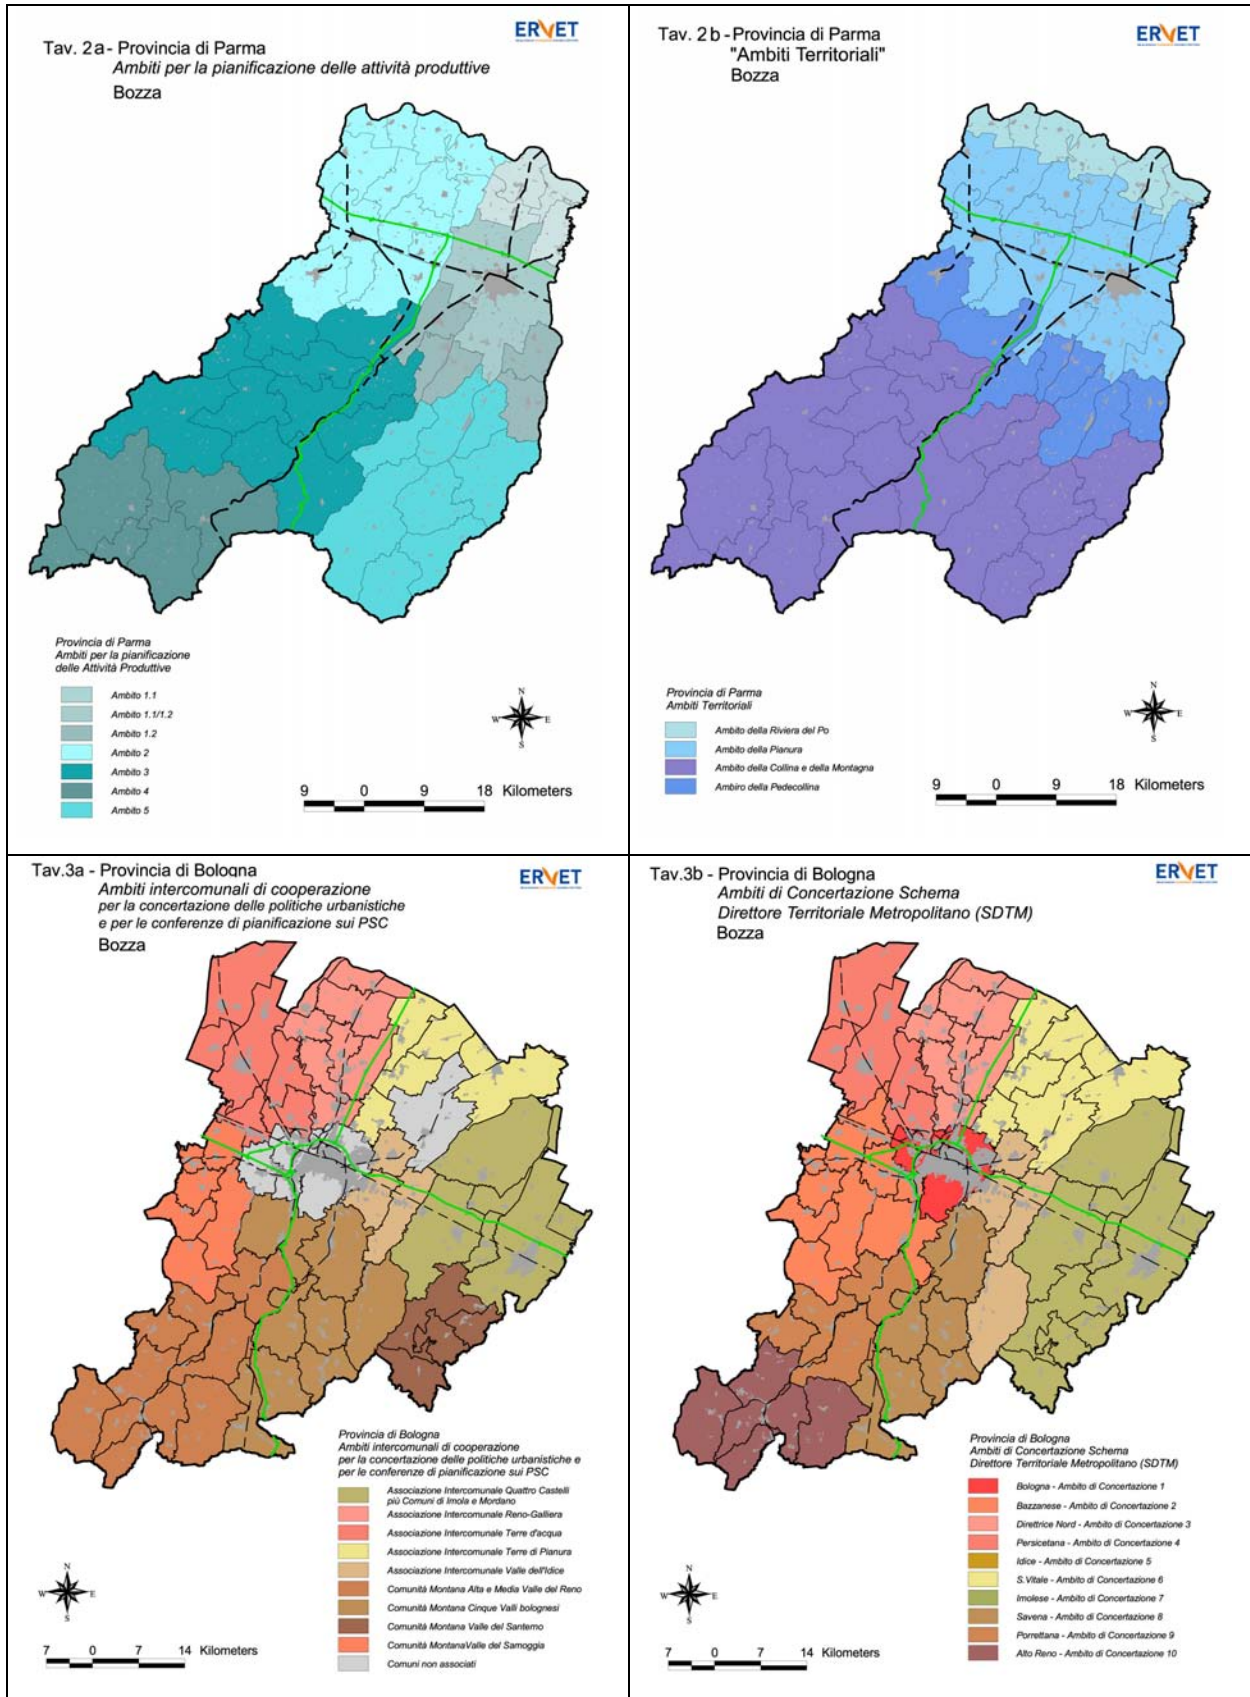 ERVET
Tav. 2a - Provincia di Parma
Ambiti per la pianificazione delle attività produttive
Bozza
Provincia di Parma
Ambiti per la pianificazione
delle Attività Produttive
Ambito 1.1
Ambito 1.1/1.2
Ambito 1.2
Ambito 2
Ambito 3
Ambito 4
Ambito 5
N
W E
S
9 0 9 18 Kilometers
ERVET
Tav. 2b - Provincia di Parma
"Ambiti Territoriali"
Bozza
Provincia di Parma
Ambiti Territoriali
Ambito della Riviera del Po
Ambito della Pianura
Ambito della Collina e della Montagna
Ambiro della Pedecollina
N
W E
S
9 0 9 18 Kilometers
ERVET
Tav.3a - Provincia di Bologna
Ambiti intercomunali di cooperazione
per la concertazione delle politiche urbanistiche
e per le conferenze di pianificazione sui PSC
Bozza
Provincia di Bologna
Ambiti intercomunali di cooperazione
per la concertazione delle politiche urbanistiche e
per le conferenze di pianificazione sui PSC
Associazione Intercomunale Quattro Castelli
più Comuni di Imola e Mordano
Associazione Intercomunale Reno-Galliera
Associazione Intercomunale Terre d'acqua
Associazione Intercomunale Terre di Pianura
Associazione Intercomunale Valle dell'Idice
Comunità Montana Alta e Media Valle del Reno
Comunità Montana Cinque Valli bolognesi
Comunità Montana Valle del Santerno
Comunità MontanaValle del Samoggia
Comuni non associati
N
W E
S
7 0 7 14 Kilometers
ERVET
Tav.3b - Provincia di Bologna
Ambiti di Concertazione Schema
Direttore Territoriale Metropolitano (SDTM)
Bozza
Provincia di Bologna
Ambiti di Concertazione Schema
Direttore Territoriale Metropolitano (SDTM)
Bologna - Ambito di Concertazione 1
Bazzanese - Ambito di Concertazione 2
Direttrice Nord - Ambito di Concertazione 3
Persicetana - Ambito di Concertazione 4
Idice - Ambito di Concertazione 5
S.Vitale - Ambito di Concertazione 6
Imolese - Ambito di Concertazione 7
Savena - Ambito di Concertazione 8
Porrettana - Ambito di Concertazione 9
Alto Reno - Ambito di Concertazione 10
N
W E
S
7 0 7 14 Kilometers